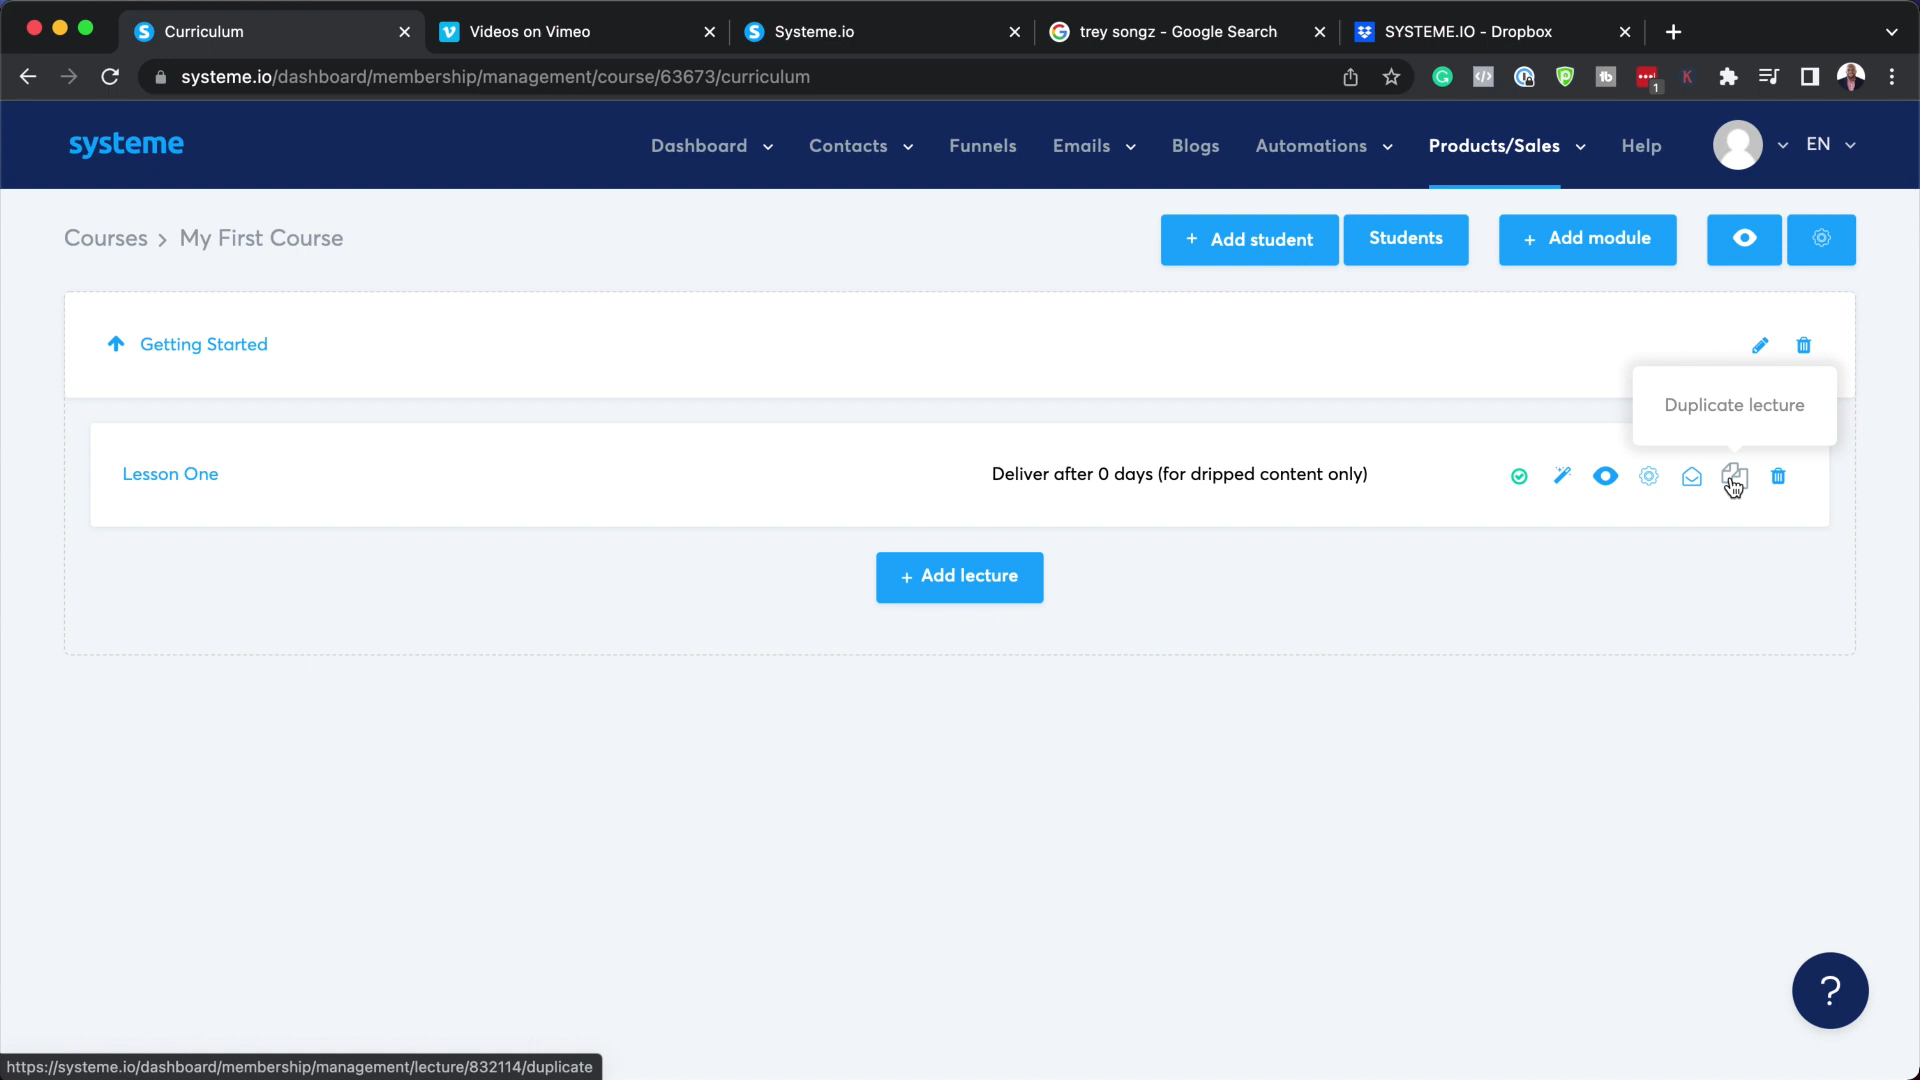 Curriculum
Videos on Vimeo
Systeme.io
trey songz - Google Search
SYSTEME.IO - Dropbox
systeme.io/dashboard/membership/management/course/63673/curriculum
1
systeme
Dashboard
Contacts
Funnels
Emails
Blogs
Automations
Products/Sales
Help
EN
Courses > My First Course
+ Add student
Students
+ Add module
Getting Started
Duplicate lecture
Lesson One
Deliver after 0 days (for dripped content only)
+ Add lecture
?
https://systeme.io/dashboard/membership/management/lecture/832114/duplicate